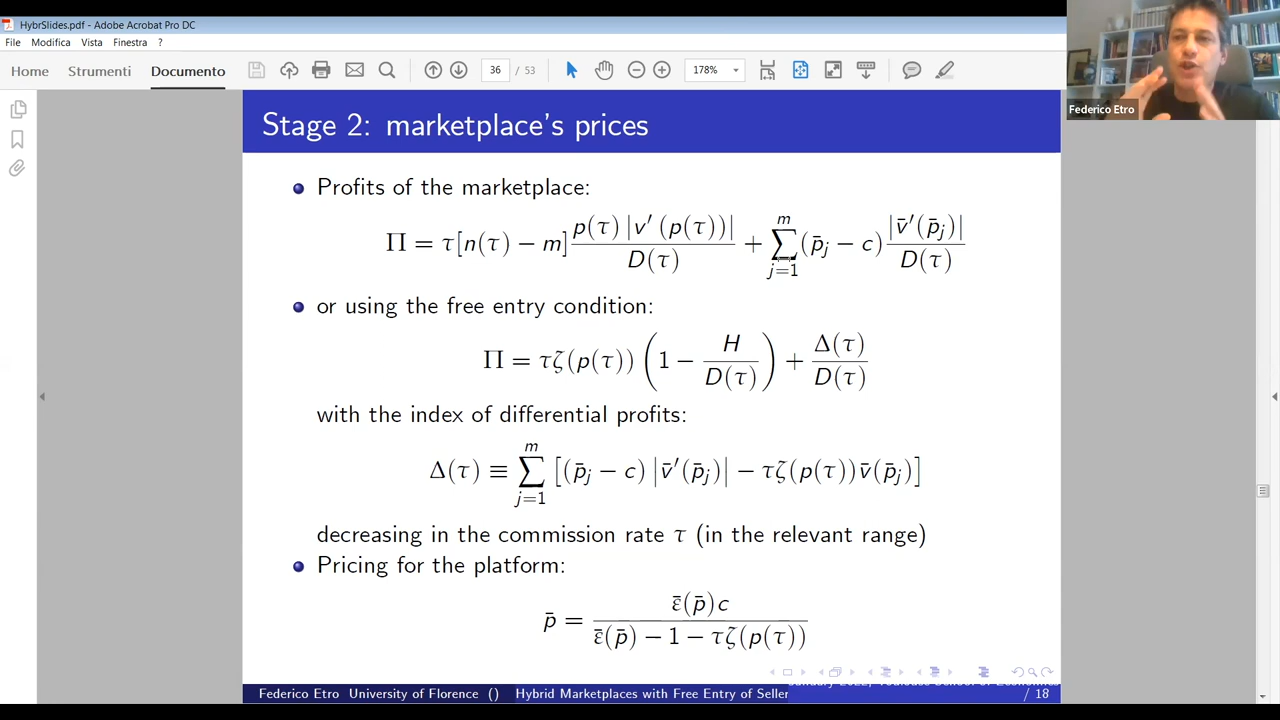 HybrSlides.pdf - Adobe Acrobat Pro DC
File Modifica Vista Finestra ?
Home Strumenti Documento 36 / 53 178%
Federico Etro
Stage 2: marketplace's prices
Profits of the marketplace:
Π = τ[n(τ) − m] p(τ) |v′ (p(τ))| / D(τ) + ∑_{j=1}^{m} (p̄_j − c) |v̄′(p̄_j)| / D(τ)
or using the free entry condition:
Π = τζ(p(τ)) (1 − H / D(τ)) + Δ(τ) / D(τ)
with the index of differential profits:
Δ(τ) ≡ ∑_{j=1}^{m} [(p̄_j − c) |v̄′(p̄_j)| − τζ(p(τ))v̄(p̄_j)]
decreasing in the commission rate τ (in the relevant range)
Pricing for the platform:
p̄ = ε̄(p̄)c / ε̄(p̄) − 1 − τζ(p(τ))
Federico Etro University of Florence () Hybrid Marketplaces with Free Entry of Seller
/ 18